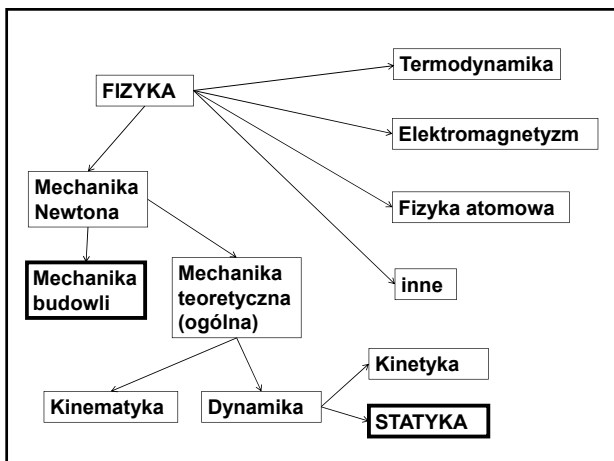 FIZYKA
Termodynamika
Elektromagnetyzm
Fizyka atomowa
inne
Mechanika
Newtona
Mechanika
budowli
Mechanika
teoretyczna
(ogólna)
Kinematyka
Dynamika
Kinetyka
STATYKA